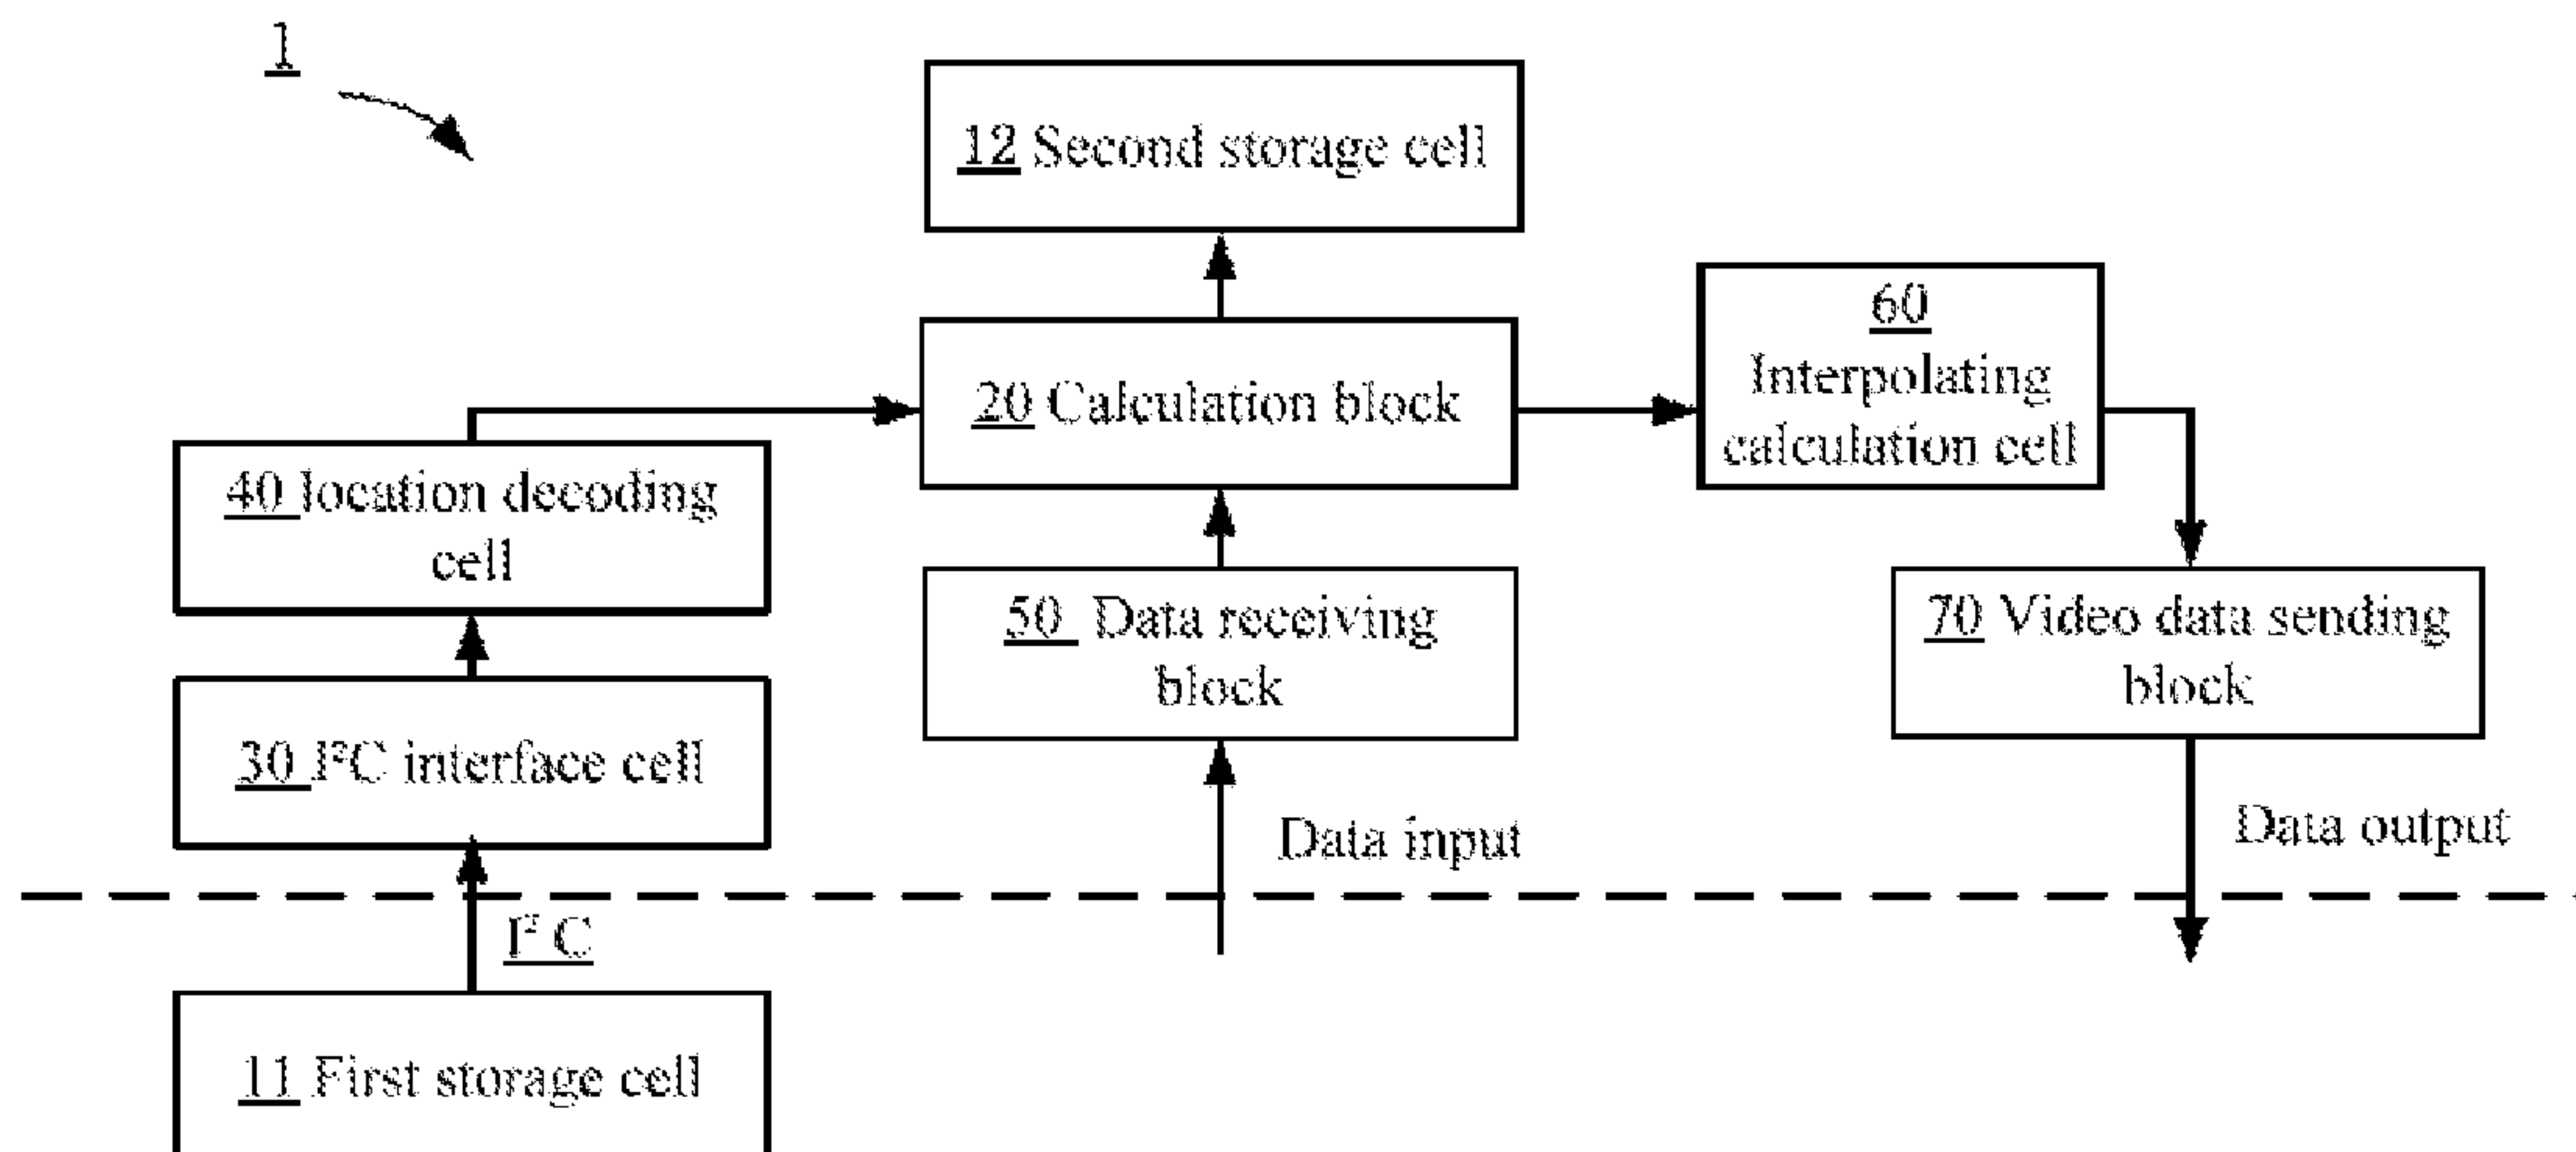 1
12 Second storage cell
60
Interpolating
calculation cell
20 Calculation block
40 location decoding
cell
50 Data receiving
block
70 Video data sending
block
30 I²C interface cell
Data input
Data output
I² C
11 First storage cell